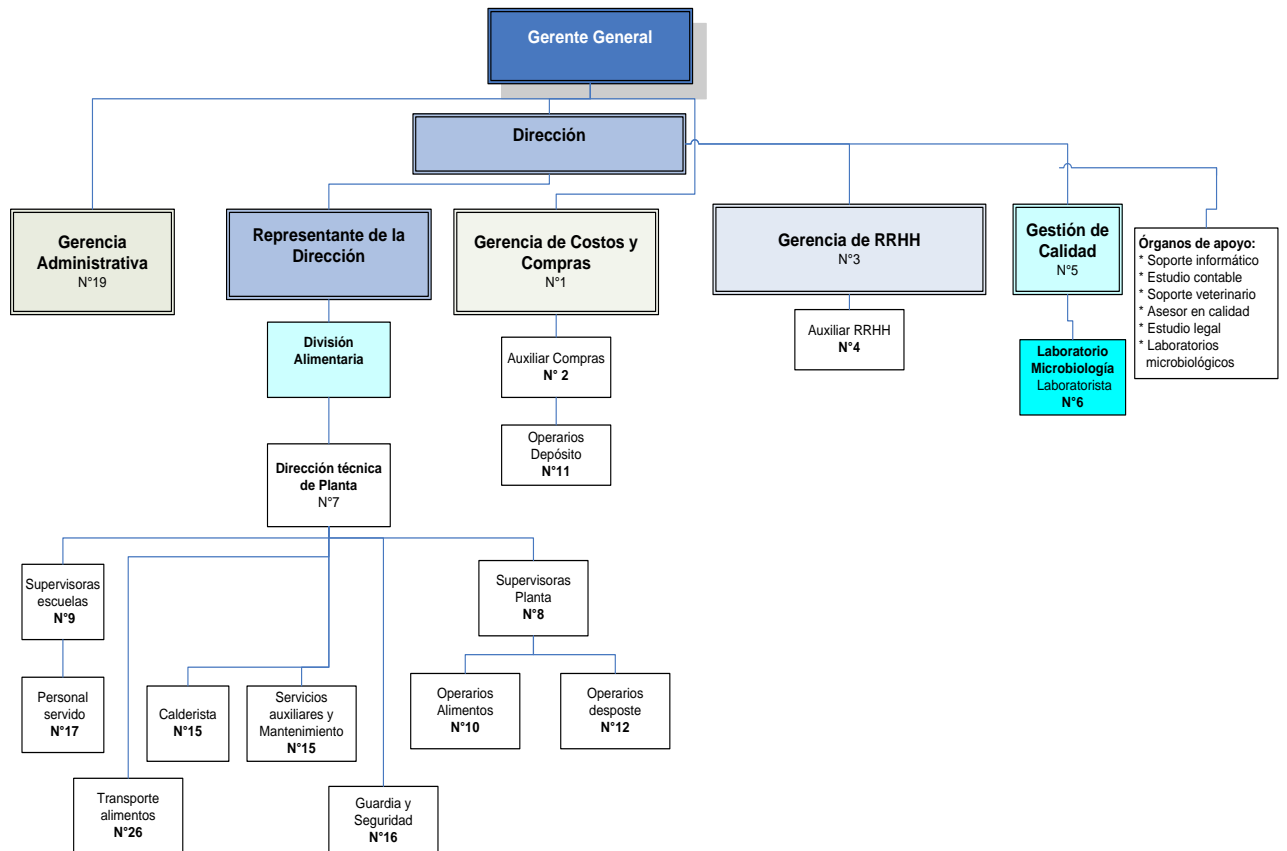 Gerente General
Dirección
Gerencia
Administrativa
N°19
Representante de la
Dirección
Gerencia de Costos y
Compras
N°1
Gerencia de RRHH
N°3
Gestión de
Calidad
N°5
Órganos de apoyo:
* Soporte informático
* Estudio contable
* Soporte veterinario
* Asesor en calidad
* Estudio legal
* Laboratorios
microbiológicos
División
Alimentaria
Auxiliar Compras
N° 2
Auxiliar RRHH
N°4
Laboratorio
Microbiología
Laboratorista
N°6
Operarios
Depósito
N°11
Dirección técnica
de Planta
N°7
Supervisoras
escuelas
N°9
Supervisoras
Planta
N°8
Personal
servido
N°17
Calderista
N°15
Servicios
auxiliares y
Mantenimiento
N°15
Operarios
Alimentos
N°10
Operarios
desposte
N°12
Transporte
alimentos
N°26
Guardia y
Seguridad
N°16